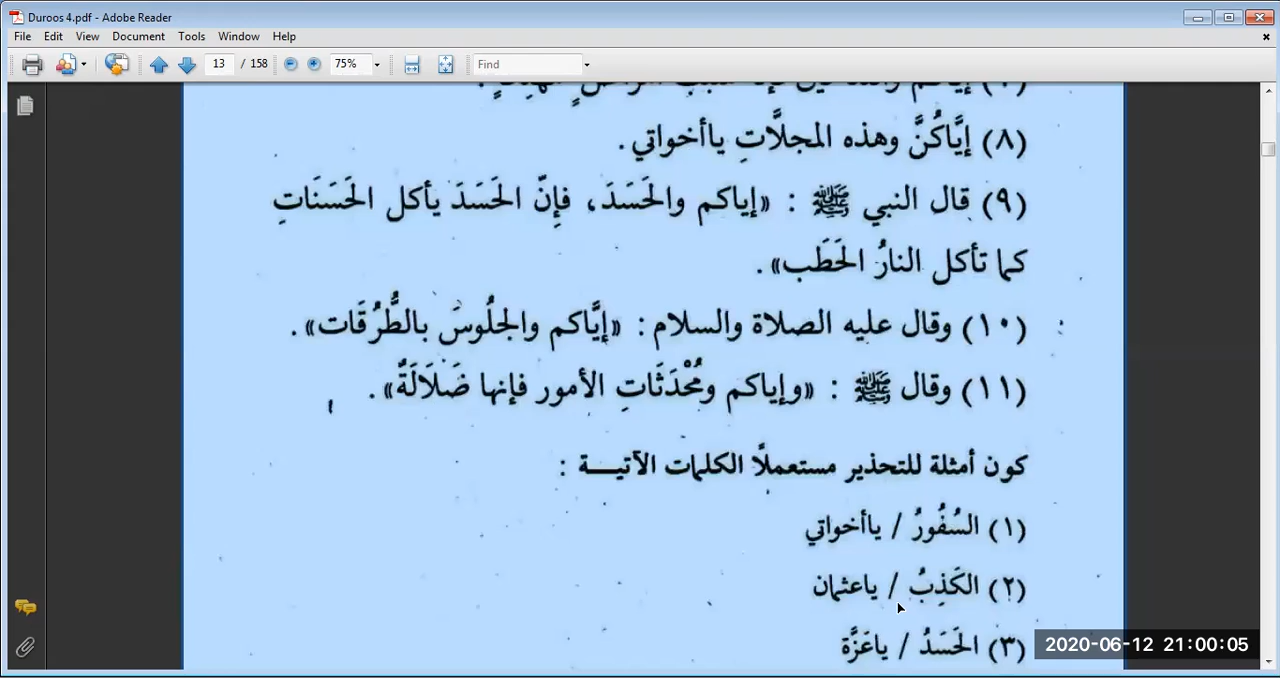 Duroos 4.pdf - Adobe Reader
File Edit View Document Tools Window Help
13 / 158 75% Find
(٨) إيَّاكُنَّ وهذه المجلَّاتِ ياأخواتي .
(٩) قال النبي ﷺ : «إياكم والحَسَدَ، فإِنّ الحَسَدَ يأكل الحَسَنَاتِ
كما تأكل النارُ الحَطَب» .
(١٠) وقال عليه الصلاة والسلام : «إيَّاكم والجلُوسَ بالطُّرُقَات» .
(١١) وقال ﷺ : «وإياكم ومُحْدَثَاتِ الأمور فإنها ضَلَالَةٌ» .
كون أمثلة للتحذير مستعملًا الكلمات الآتيـــة :
(١) السُفُورُ / ياأخواتي
(٢) الكَذِبُ / ياعثمان
(٣) الحَسَدُ / ياعَزَّة
2020-06-12 21:00:05